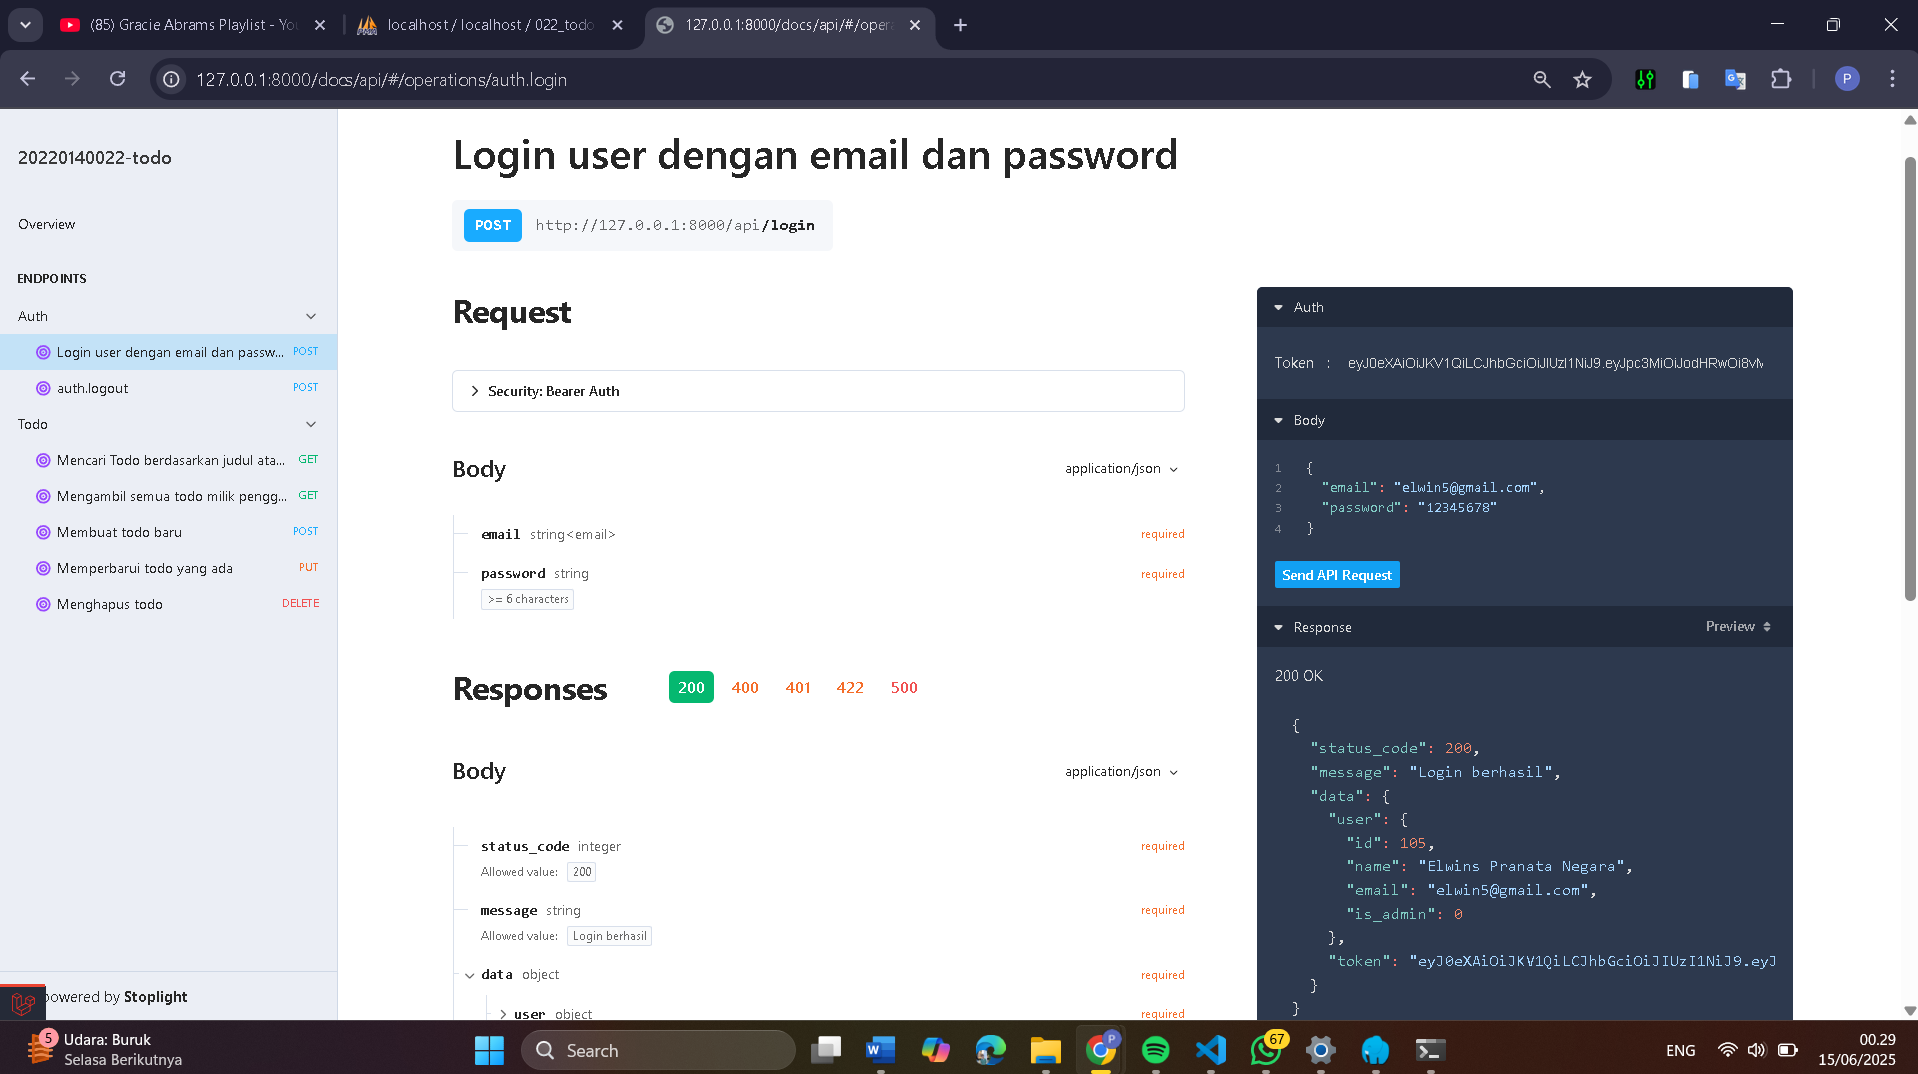 (85) Gracie Abrams Playlist - You
localhost / localhost / 022_todo
127.0.0.1:8000/docs/api/#/opera
127.0.0.1:8000/docs/api/#/operations/auth.login
P
20220140022-todo
Overview
ENDPOINTS
Auth
Login user dengan email dan passw... POST
auth.logout POST
Todo
Mencari Todo berdasarkan judul ata... GET
Mengambil semua todo milik pengg... GET
Membuat todo baru POST
Memperbarui todo yang ada PUT
Menghapus todo DELETE
powered by Stoplight
Login user dengan email dan password
POST http://127.0.0.1:8000/api/login
Request
Security: Bearer Auth
Body application/json
email string<email> required
password string required
>= 6 characters
Responses 200 400 401 422 500
Body application/json
status_code integer required
Allowed value: 200
message string required
Allowed value: Login berhasil
data object required
user object required
Auth
Token : eyJ0eXAiOiJKV1QiLCJhbGciOiJIUzI1NiJ9.eyJpc3MiOiJodHRwOi8vM
Body
1 {
2 "email": "elwin5@gmail.com",
3 "password": "12345678"
4 }
Send API Request
Response Preview
200 OK
{
"status_code": 200,
"message": "Login berhasil",
"data": {
"user": {
"id": 105,
"name": "Elwins Pranata Negara",
"email": "elwin5@gmail.com",
"is_admin": 0
},
"token": "eyJ0eXAiOiJKV1QiLCJhbGciOiJIUzI1NiJ9.eyJ
}
}
5
Udara: Buruk
Selasa Berikutnya
Search
P
67
ENG
00.29
15/06/2025